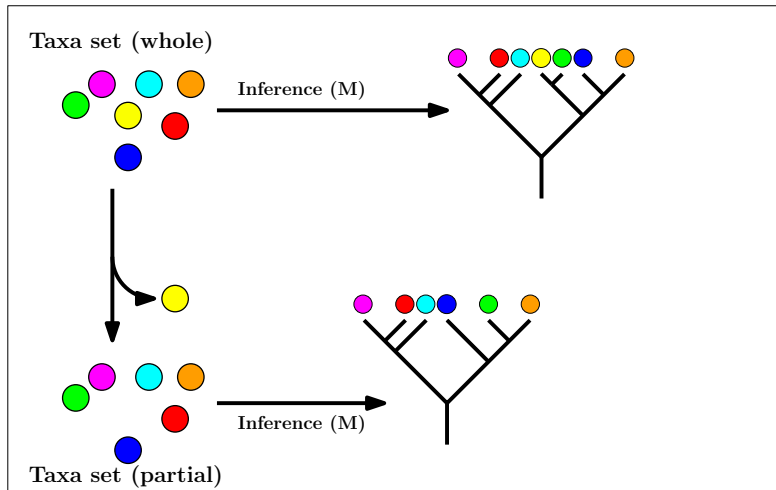 Taxa set (whole)
Inference (M)
Inference (M)
Taxa set (partial)